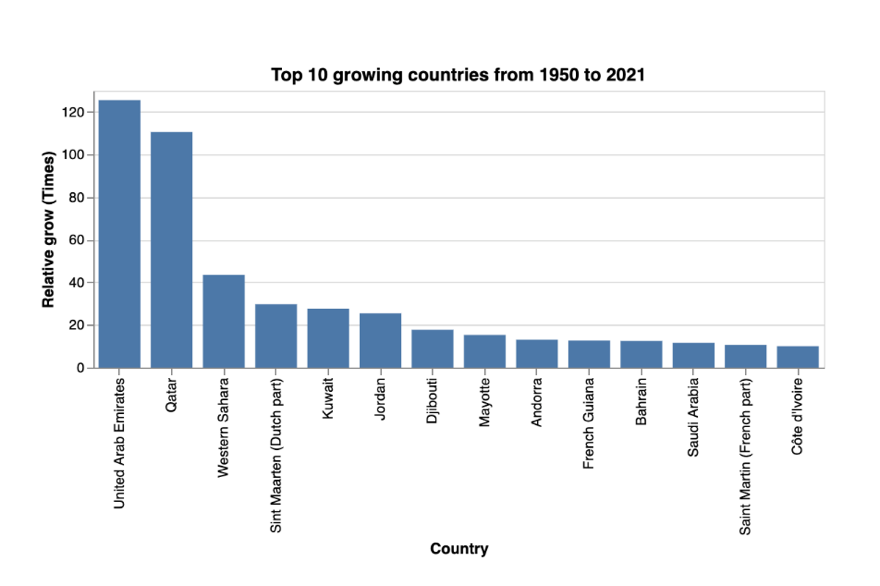 Top 10 growing countries from 1950 to 2021
Relative grow (Times)
120
100
80
60
40
20
0
United Arab Emirates
Qatar
Western Sahara
Sint Maarten (Dutch part)
Kuwait
Jordan
Djibouti
Mayotte
Andorra
French Guiana
Bahrain
Saudi Arabia
Saint Martin (French part)
Côte d'Ivoire
Country